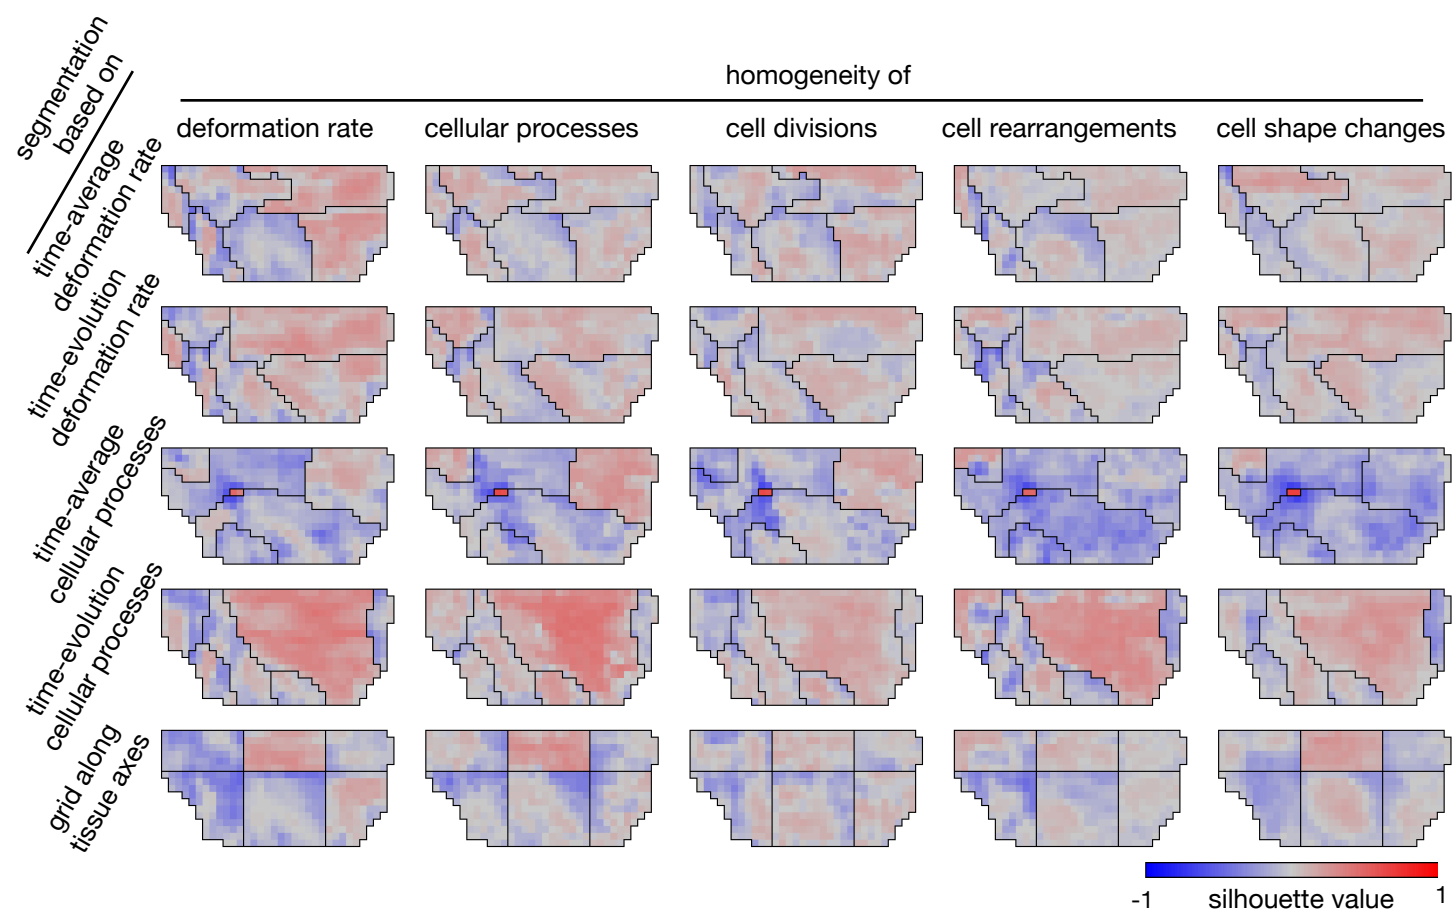 segmentation
based on
homogeneity of
deformation rate
cellular processes
cell divisions
cell rearrangements
cell shape changes
time-average
deformation rate
time-evolution
deformation rate
time-average
cellular processes
time-evolution
cellular processes
grid along
tissue axes
-1
silhouette value
1